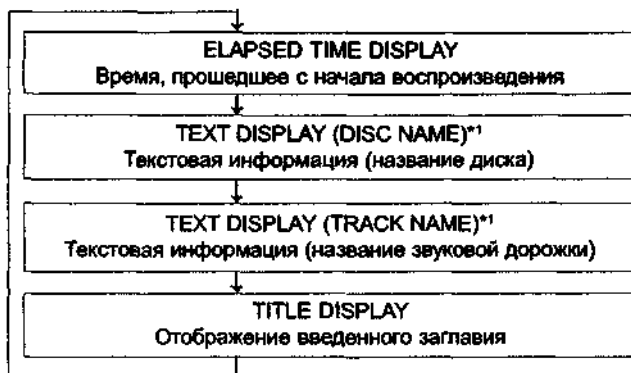 ELAPSED TIME DISPLAY
Время, прошедшее с начала воспроизведения
TEXT DISPLAY (DISC NAME)*1
Текстовая информация (название диска)
TEXT DISPLAY (TRACK NAME)*1
Текстовая информация (название звуковой дорожки)
TITLE DISPLAY
Отображение введенного заглавия